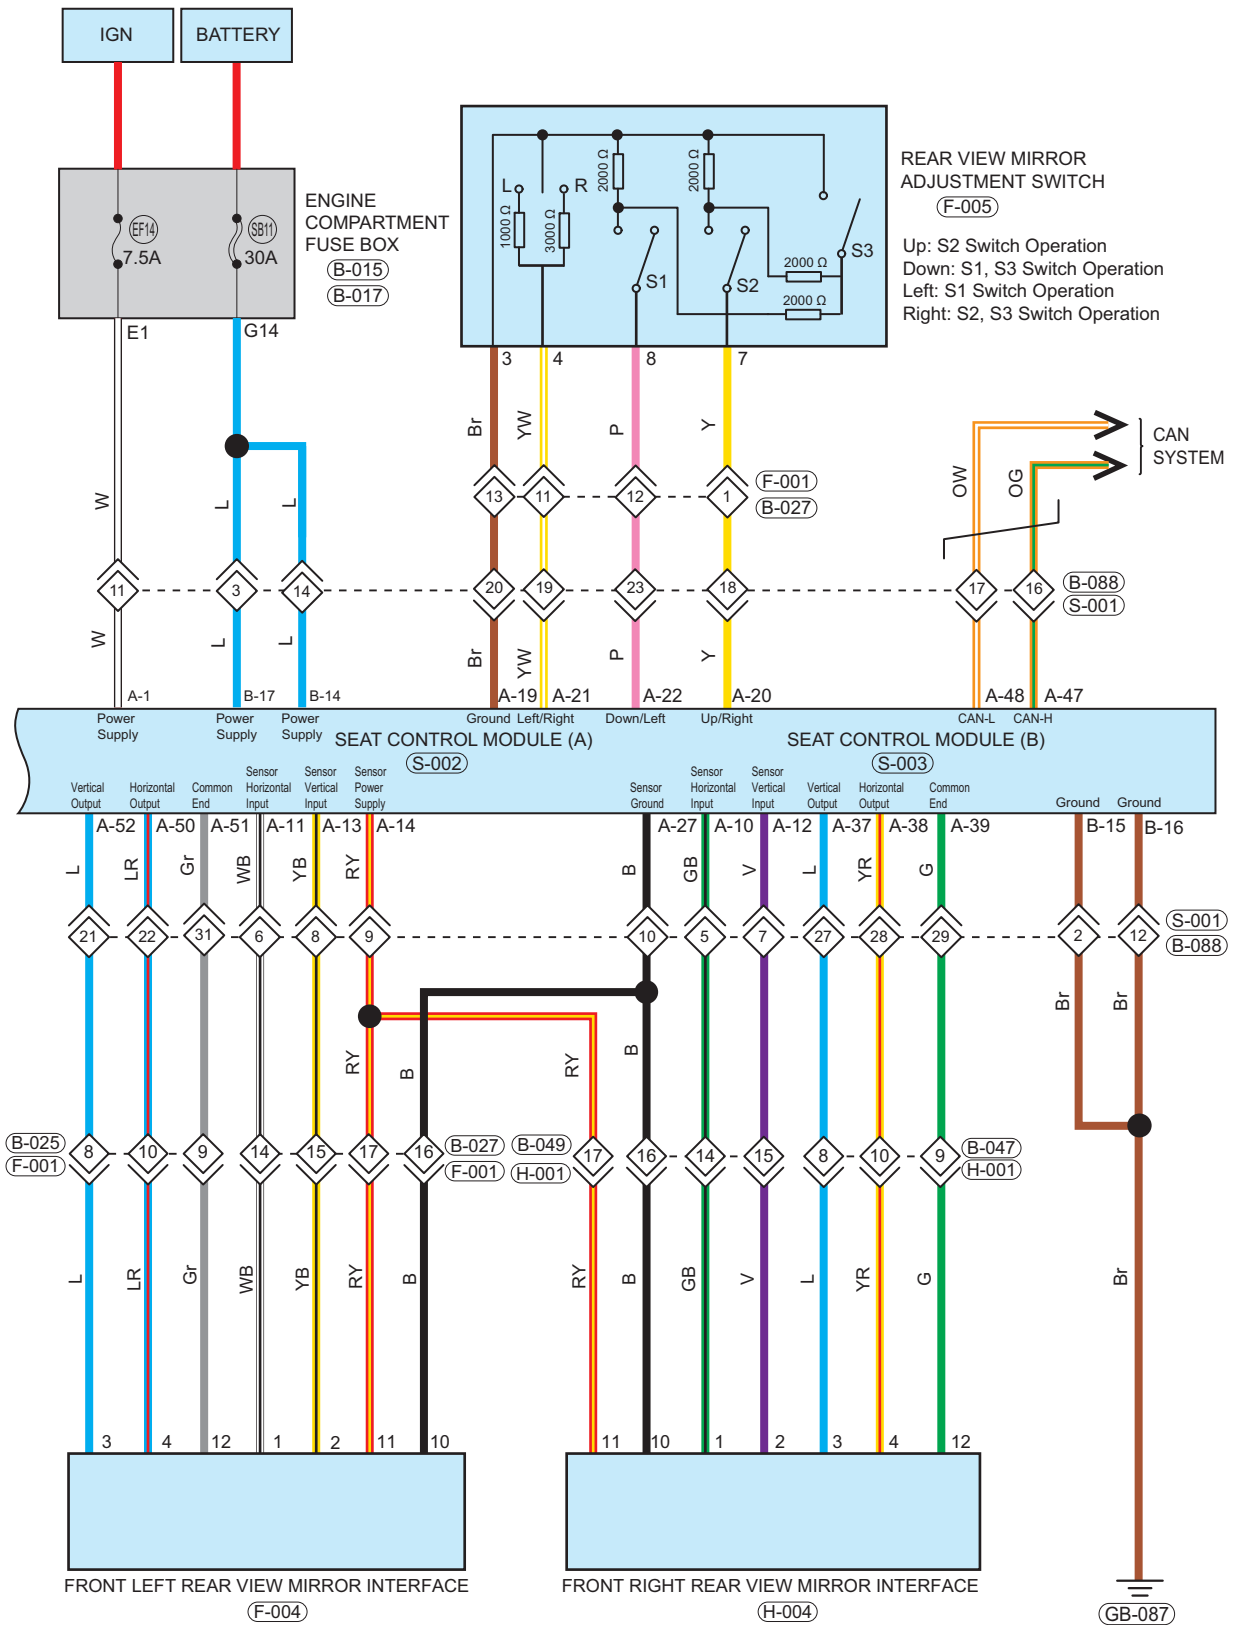 IGN
BATTERY
EF14
7.5A
SB11
30A
ENGINE
COMPARTMENT
FUSE BOX
B-015
B-017
E1
G14
L
R
1000 Ω
3000 Ω
2000 Ω
2000 Ω
S1
S2
S3
2000 Ω
2000 Ω
REAR VIEW MIRROR
ADJUSTMENT SWITCH
F-005
Up: S2 Switch Operation
Down: S1, S3 Switch Operation
Left: S1 Switch Operation
Right: S2, S3 Switch Operation
3 4 8 7
Br YW P Y
OW OG
CAN
SYSTEM
13 11 12 1
F-001
B-027
W L L
11 3 14 20 19 23 18 17 16
B-088
S-001
W L L Br YW P Y
A-1 B-17 B-14 A-19 A-21 A-22 A-20 A-48 A-47
Power
Supply
Power
Supply
Power
Supply
Ground Left/Right Down/Left Up/Right CAN-L CAN-H
SEAT CONTROL MODULE (A)
S-002
SEAT CONTROL MODULE (B)
S-003
Vertical
Output
Horizontal
Output
Common
End
Sensor
Horizontal
Input
Sensor
Vertical
Input
Sensor
Power
Supply
Sensor
Ground
Sensor
Horizontal
Input
Sensor
Vertical
Input
Vertical
Output
Horizontal
Output
Common
End
Ground Ground
A-52 A-50 A-51 A-11 A-13 A-14 A-27 A-10 A-12 A-37 A-38 A-39 B-15 B-16
L LR Gr WB YB RY B GB V L YR G
21 22 31 6 8 9 10 5 7 27 28 29 2 12
S-001
B-088
Br Br
RY B RY B
B-025
F-001
8 10 9 14 15 17 16
B-027
F-001
B-049
H-001
17 16 14 15 8 10 9
B-047
H-001
L LR Gr WB YB RY B RY B GB V L YR G Br
3 4 12 1 2 11 10 11 10 1 2 3 4 12
FRONT LEFT REAR VIEW MIRROR INTERFACE
F-004
FRONT RIGHT REAR VIEW MIRROR INTERFACE
H-004
GB-087